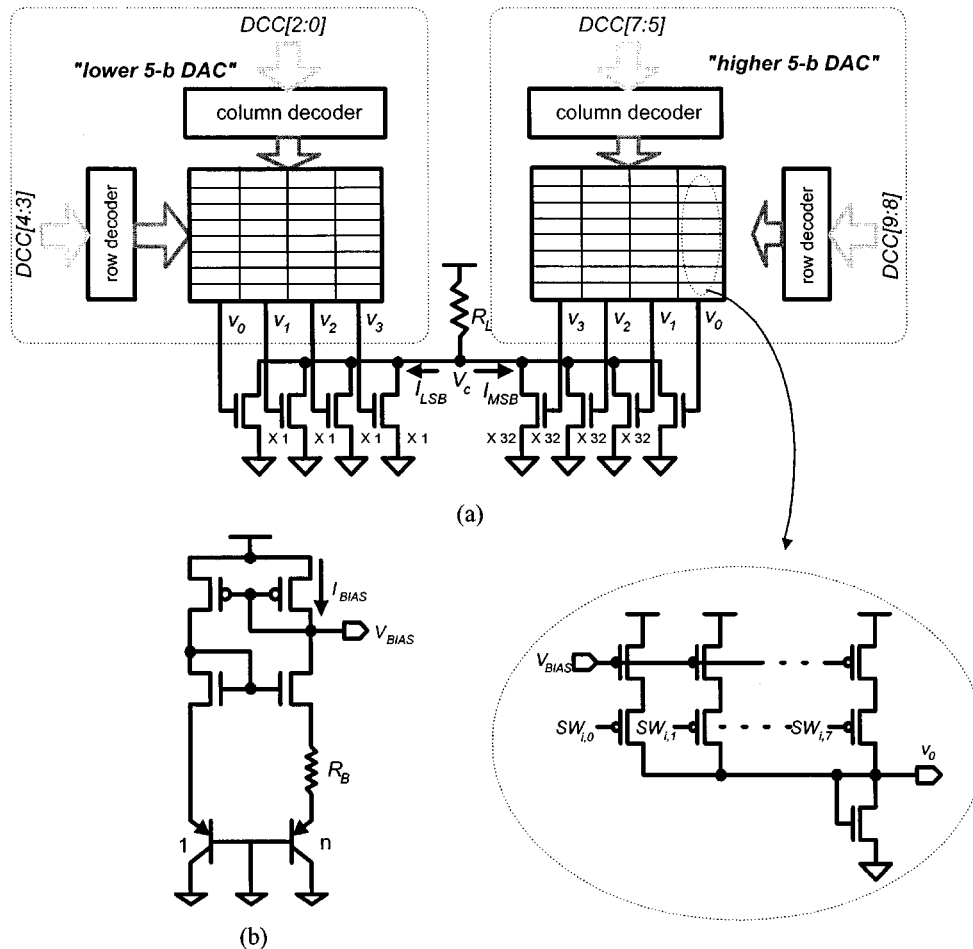 DCC[2:0]
DCC[7:5]
"lower 5-b DAC"
"higher 5-b DAC"
column decoder
column decoder
DCC[4:3]
row decoder
row decoder
DCC[9:8]
v0
v1
v2
v3
RL
v3
v2
v1
v0
ILSB
Vc
IMSB
X 1
X 1
X 1
X 1
X 32
X 32
X 32
X 32
(a)
IBIAS
VBIAS
RB
1
n
(b)
VBIAS
SWi,0
SWi,1
SWi,7
v0